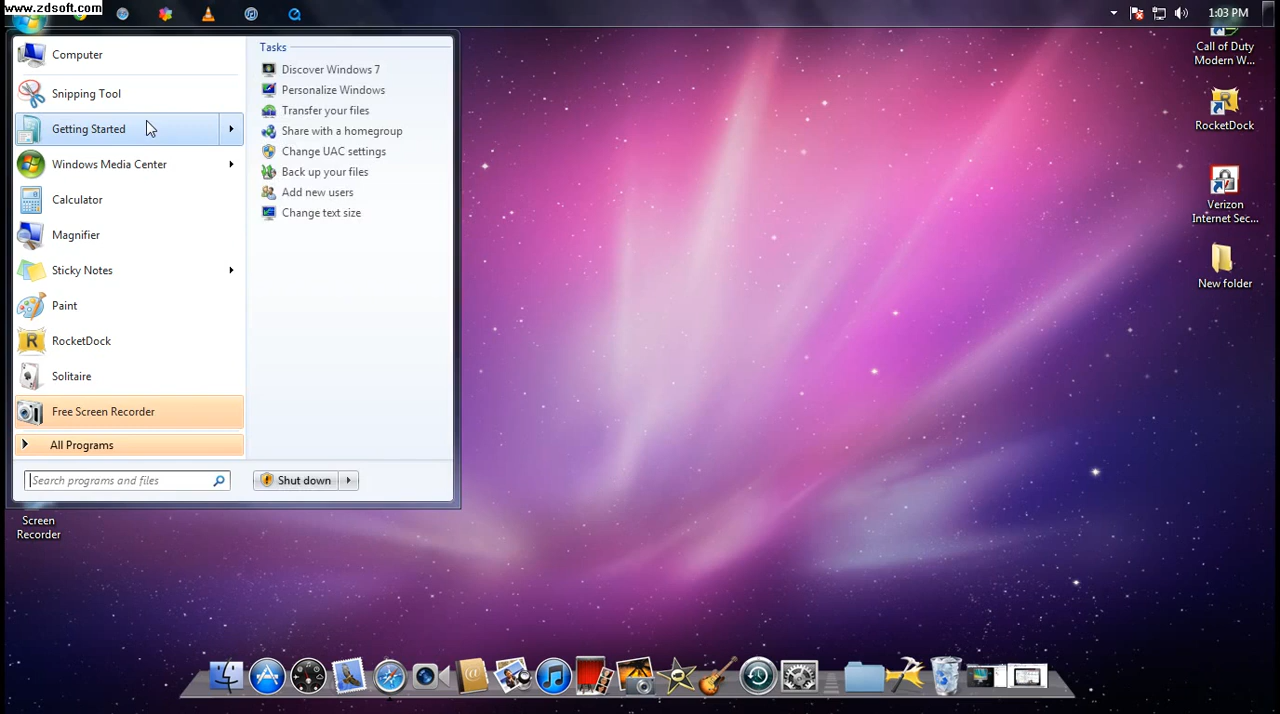 www.zdsoft.com
1:03 PM
Computer
Snipping Tool
Getting Started
Windows Media Center
Calculator
Magnifier
Sticky Notes
Paint
RocketDock
Solitaire
Free Screen Recorder
All Programs
Search programs and files
Tasks
Discover Windows 7
Personalize Windows
Transfer your files
Share with a homegroup
Change UAC settings
Back up your files
Add new users
Change text size
Shut down
Screen
Recorder
Call of Duty
Modern W...
RocketDock
Verizon
Internet Sec...
New folder